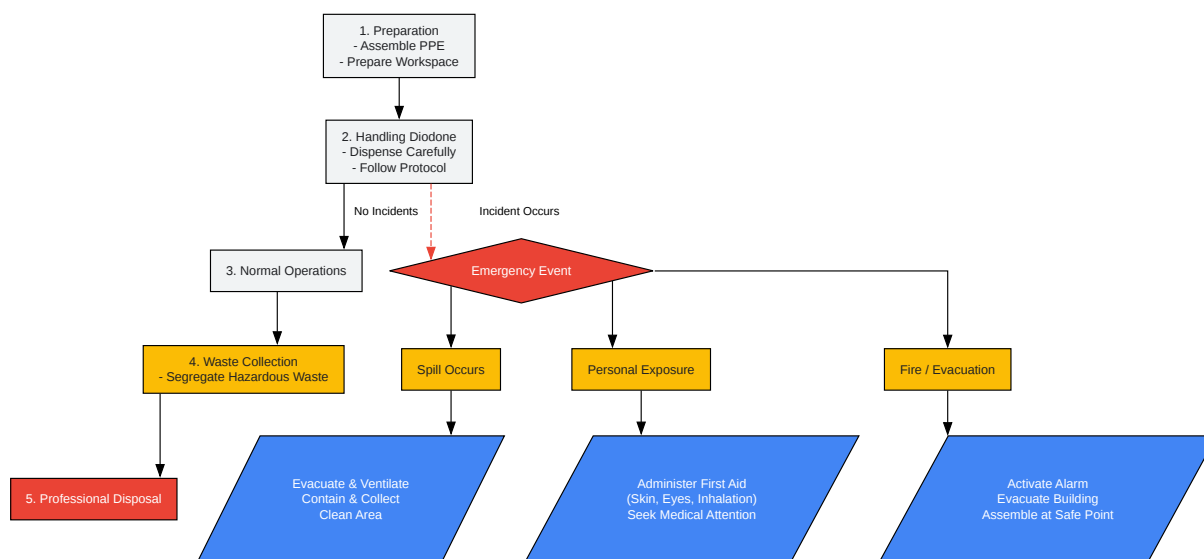 1. Preparation
- Assemble PPE
- Prepare Workspace
2. Handling Diodone
- Dispense Carefully
- Follow Protocol
No Incidents
Incident Occurs
3. Normal Operations
Emergency Event
4. Waste Collection
- Segregate Hazardous Waste
Spill Occurs
Personal Exposure
Fire / Evacuation
5. Professional Disposal
Evacuate & Ventilate
Contain & Collect
Clean Area
Administer First Aid
(Skin, Eyes, Inhalation)
Seek Medical Attention
Activate Alarm
Evacuate Building
Assemble at Safe Point